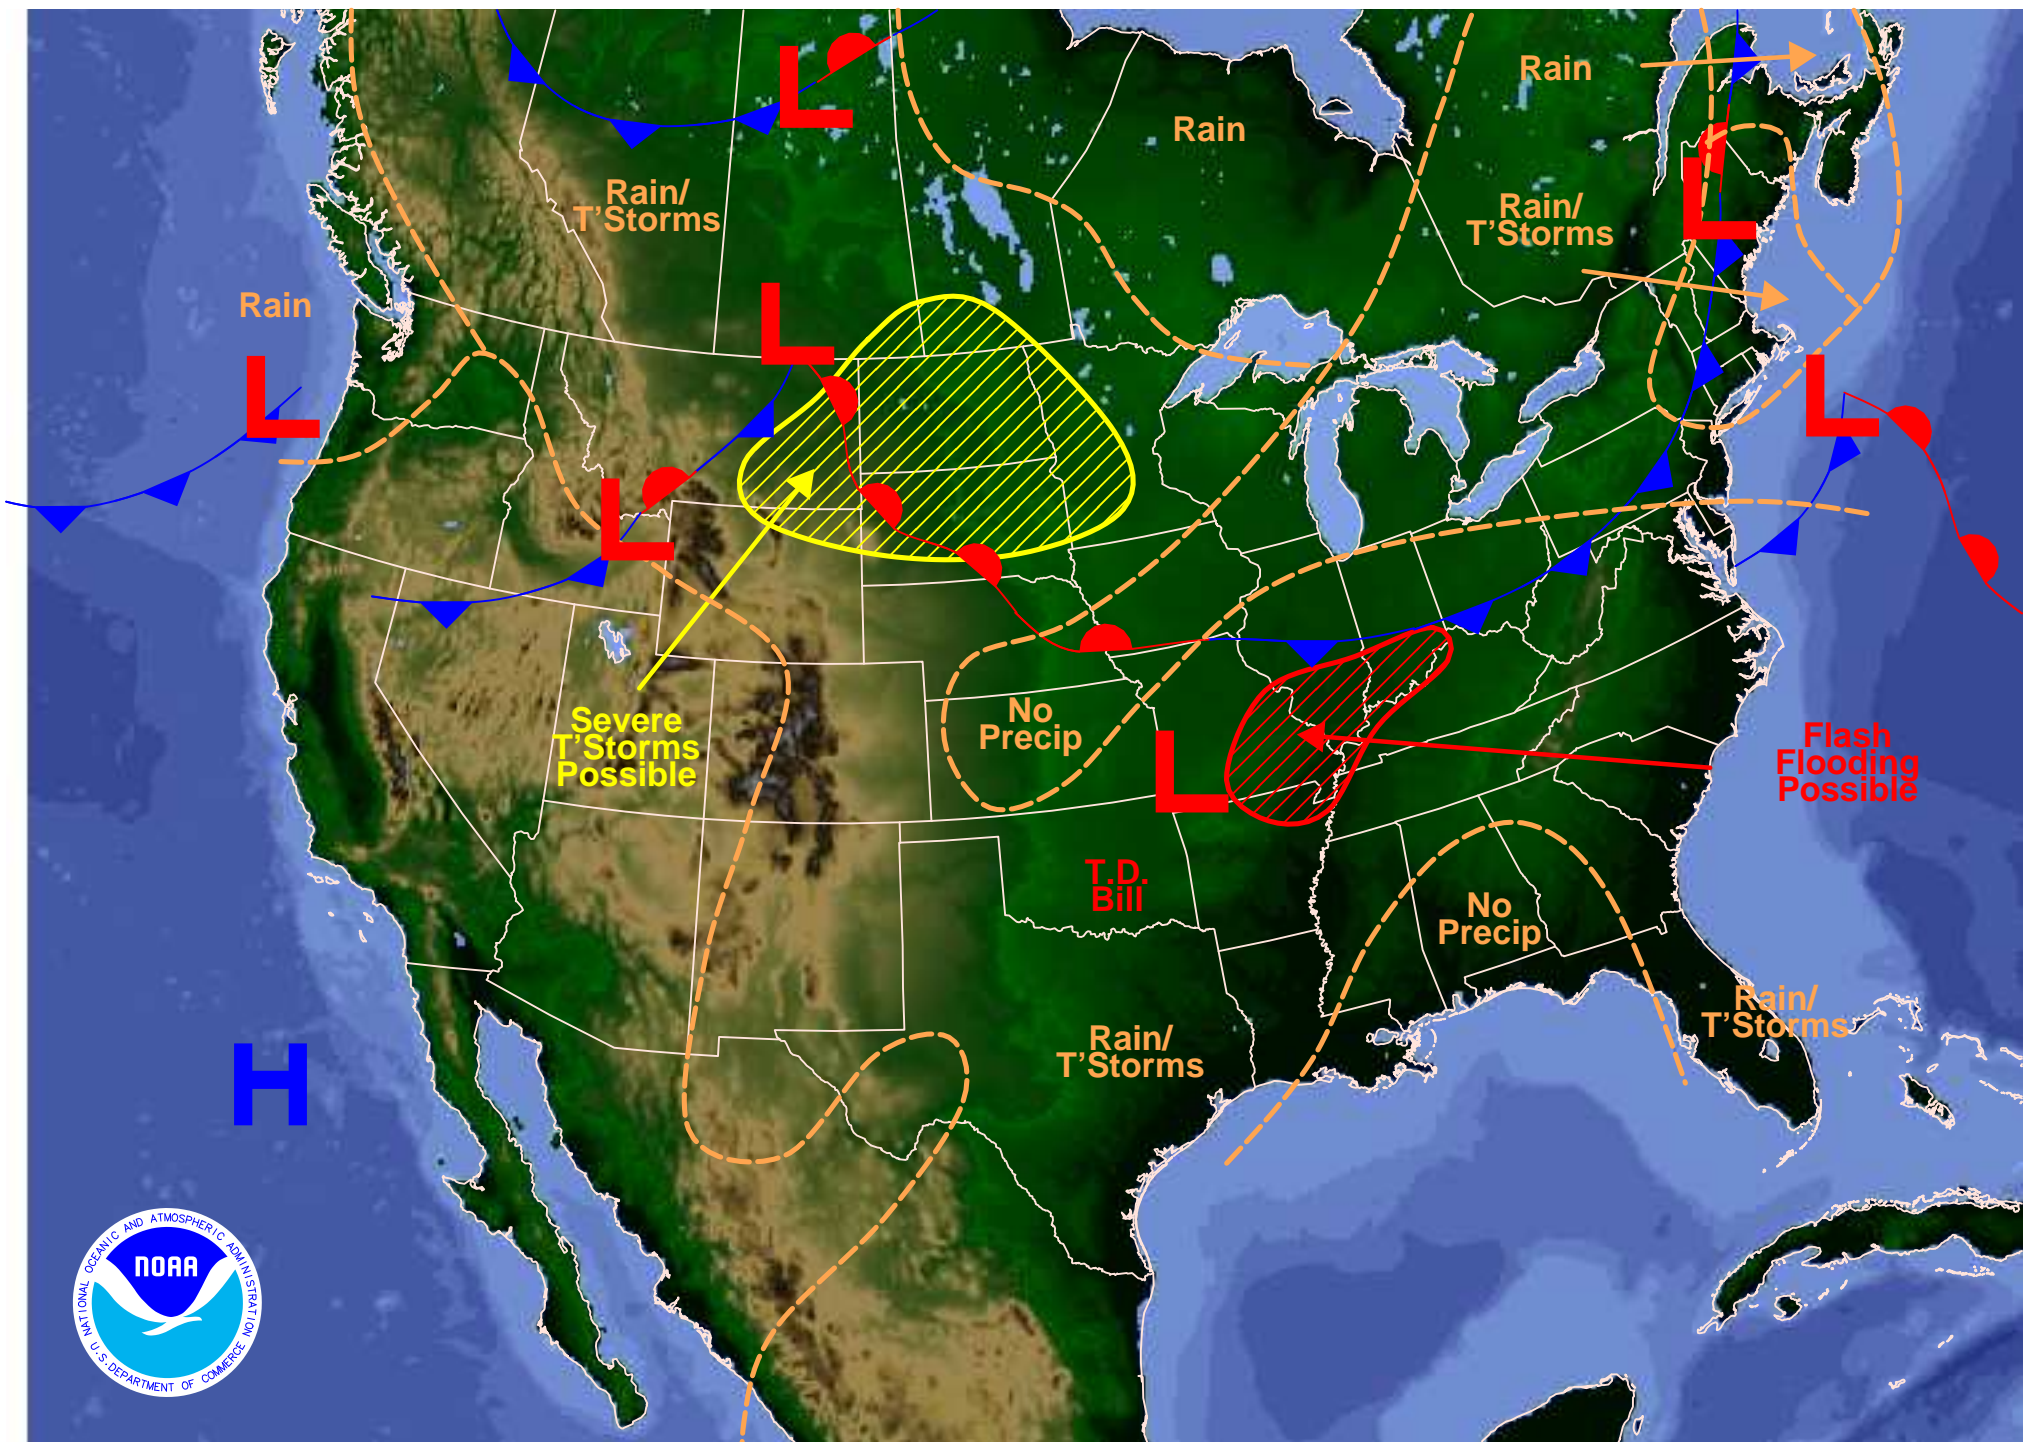 L
Rain
Rain
Rain/
T'Storms
Rain/
T'Storms
L
L
Rain
L
L
L
L
Severe
T'Storms
Possible
No
Precip
L
Flash
Flooding
Possible
T.D.
Bill
No
Precip
Rain/
T'Storms
Rain/
T'Storms
H
NATIONAL OCEANIC AND ATMOSPHERIC ADMINISTRATION
NOAA
U.S. DEPARTMENT OF COMMERCE